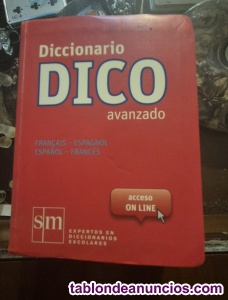 Diccionario
DICO
avanzado
FRANÇAIS - ESPAGNOL
ESPAÑOL - FRANCÉS
acceso
ON LINE
sm
EXPERTOS EN
DICCIONARIOS
ESCOLARES
tablondeanuncios.com